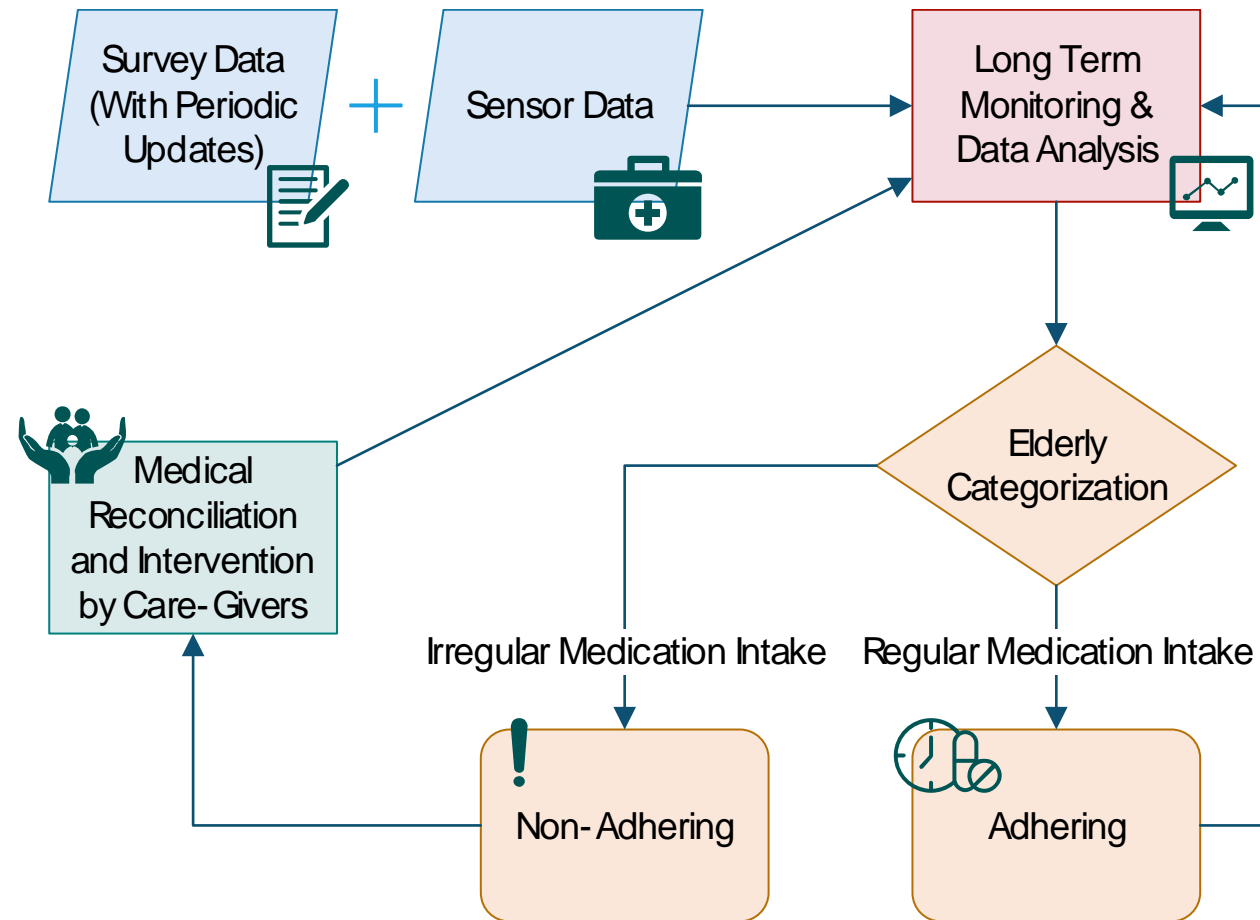 Survey Data
(With Periodic
Updates)
Sensor Data
Long Term
Monitoring &
Data Analysis
Elderly
Categorization
Medical
Reconciliation
and Intervention
by Care-Givers
Irregular Medication Intake
Regular Medication Intake
Non-Adhering
Adhering